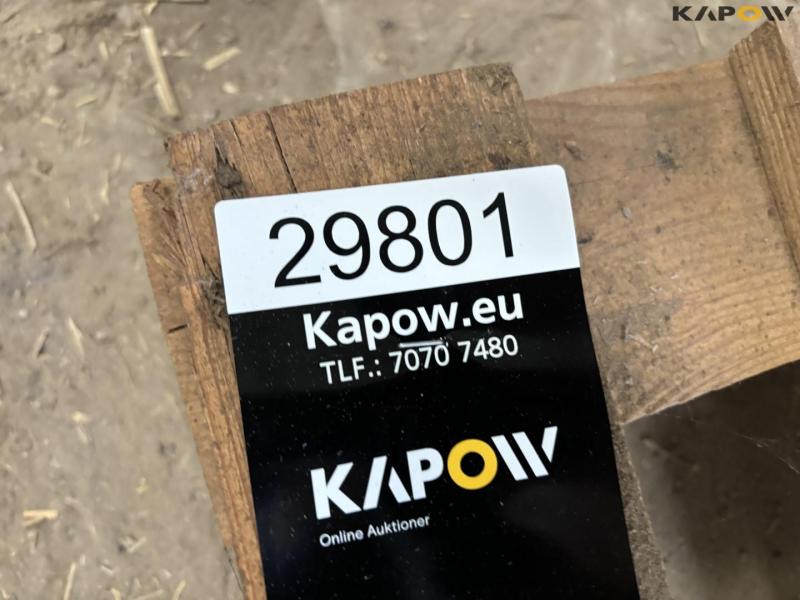 KAPOW
29801
Kapow.eu
TLF.: 7070 7480
KAPOW
Online Auktioner